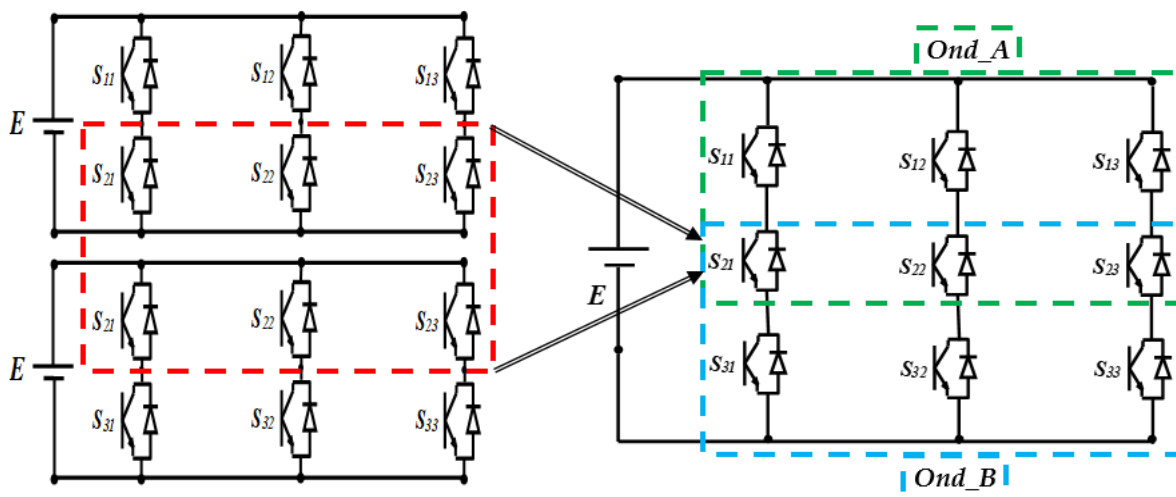 S11 S12 S13
E
S21 S22 S23
S21 S22 S23
E
S31 S32 S33
Ond_A
S11 S12 S13
S21 S22 S23
E
S31 S32 S33
Ond_B